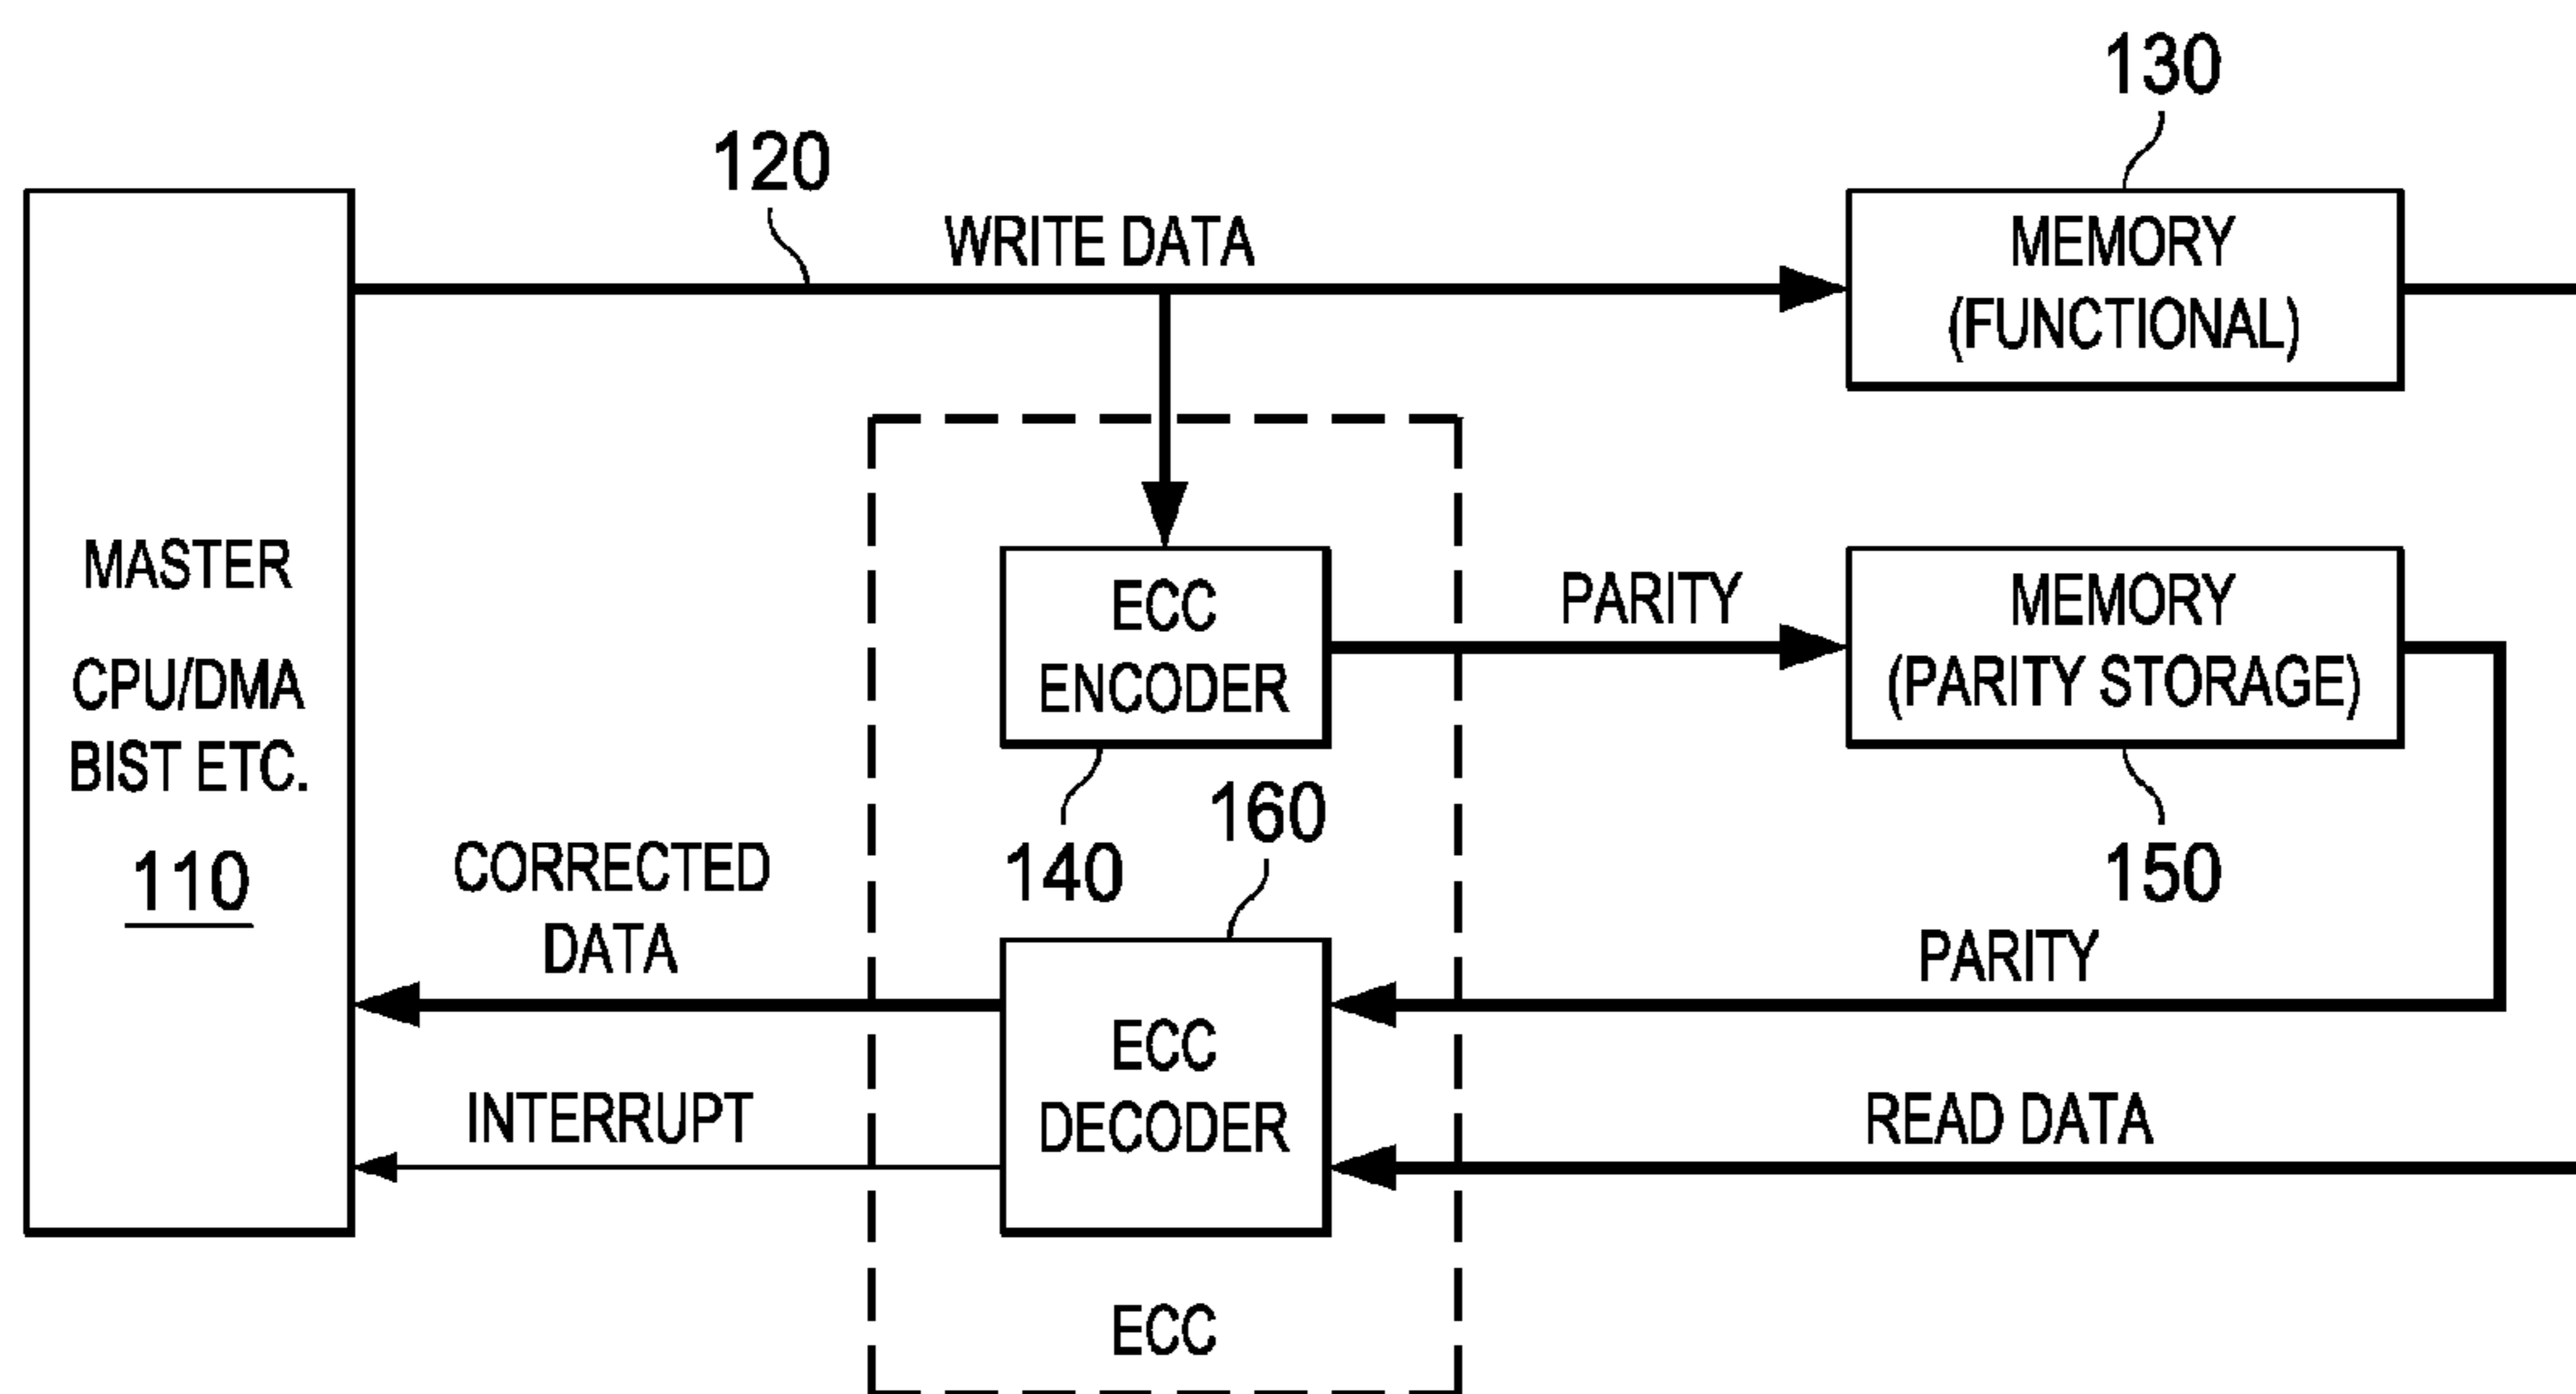 130
120
WRITE DATA
MEMORY
(FUNCTIONAL)
MASTER
CPU/DMA
BIST ETC.
110
ECC
ENCODER
140
PARITY
MEMORY
(PARITY STORAGE)
150
160
CORRECTED
DATA
PARITY
ECC
DECODER
INTERRUPT
READ DATA
ECC